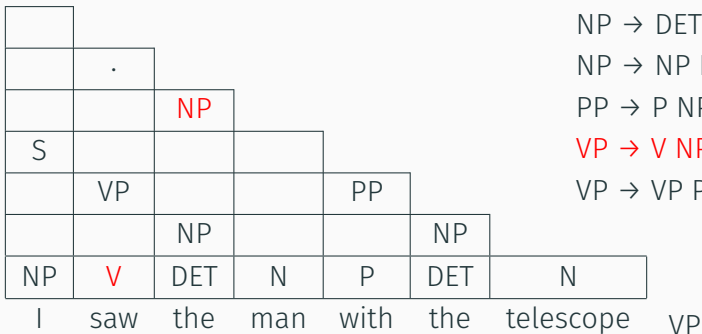 NP → DET
.
NP → NP
NP
PP → P NP
S
VP → V NP
VP PP
VP → VP P
NP NP
NP V DET N P DET N
I saw the man with the telescope
VP